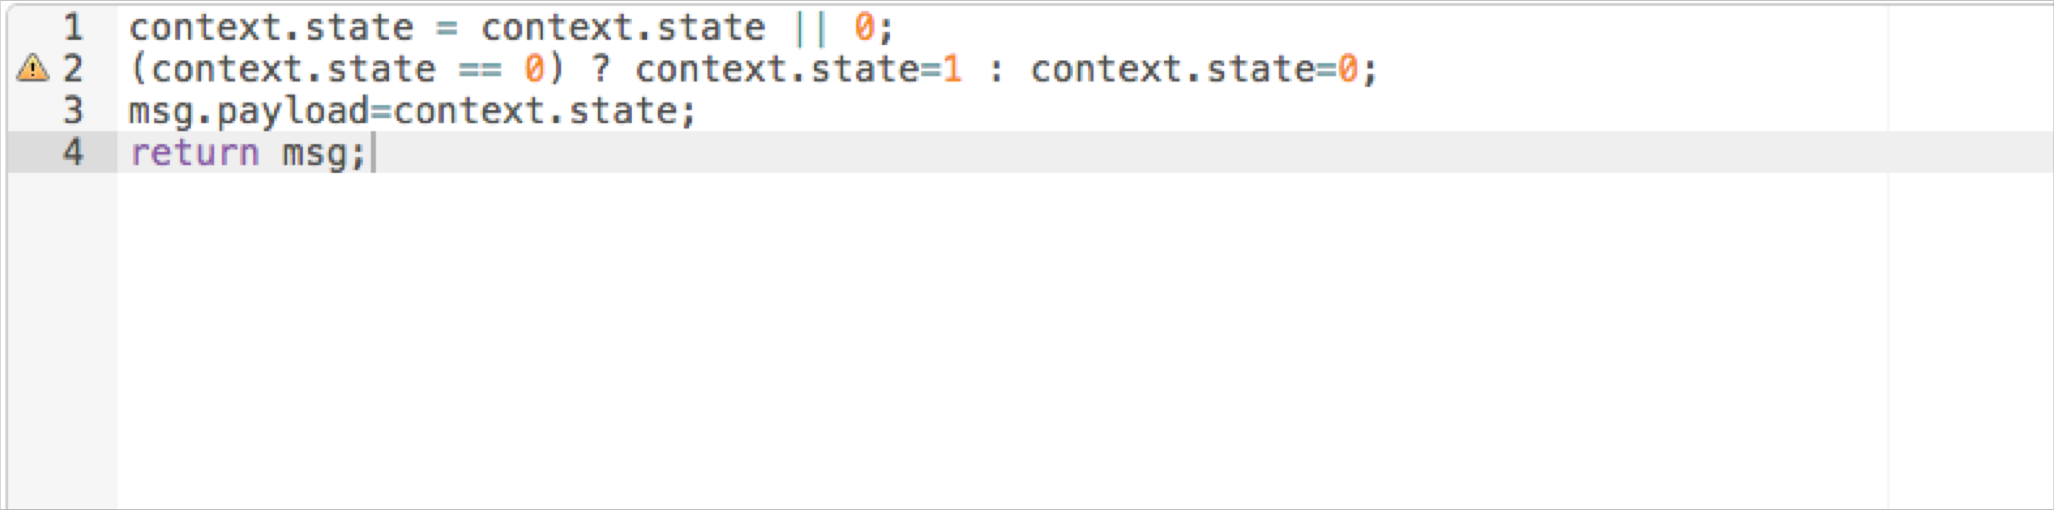 1 context.state = context.state || 0;
2 (context.state == 0) ? context.state=1 : context.state=0;
3 msg.payload=context.state;
4 return msg;